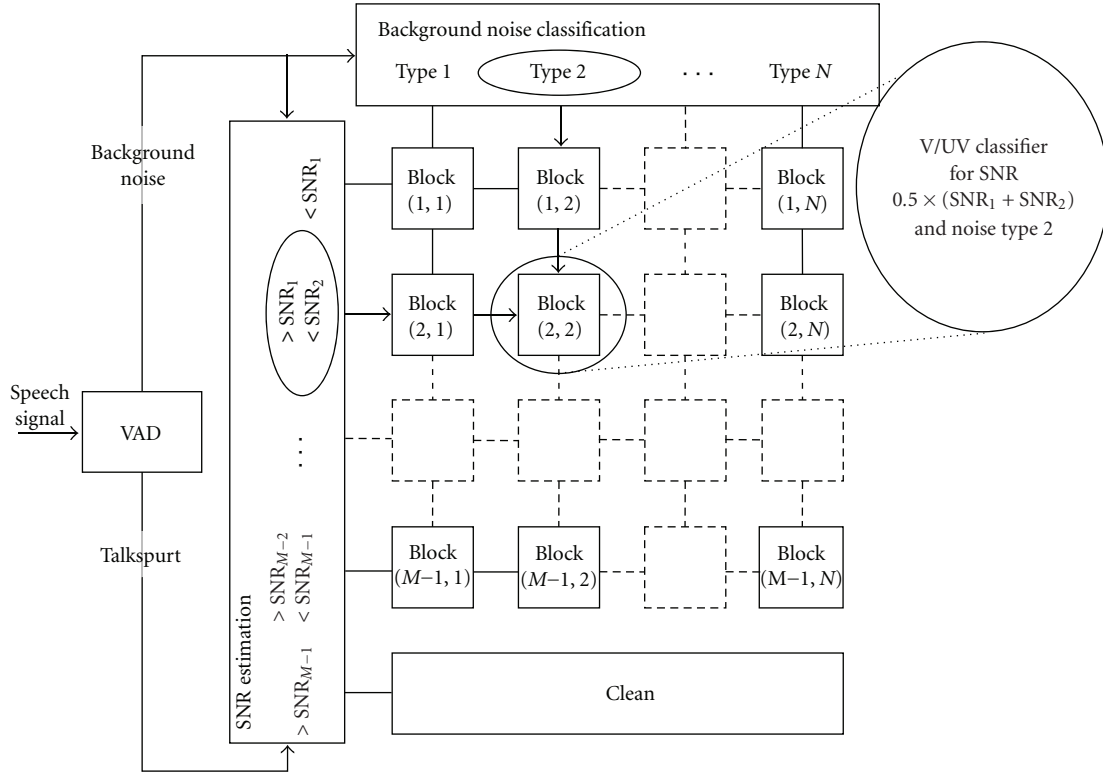 Background noise classification
Type 1 Type 2 . . . Type N
Background
noise
< SNR₁
Block
(1, 1)
Block
(1, 2)
Block
(1, N)
V/UV classifier
for SNR
0.5 × (SNR₁ + SNR₂)
and noise type 2
> SNR₁
< SNR₂
Block
(2, 1)
Block
(2, 2)
Block
(2, N)
Speech
signal
VAD
. . .
Talkspurt
> SNR_{M−2}
< SNR_{M−1}
Block
(M−1, 1)
Block
(M−1, 2)
Block
(M−1, N)
SNR estimation
> SNR_{M−1}
Clean